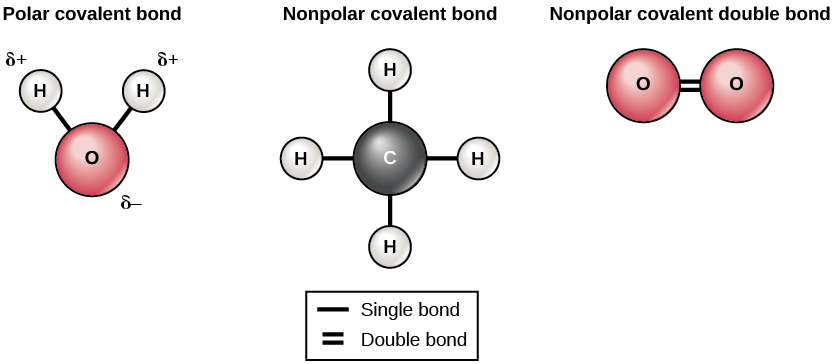 Polar covalent bond
δ+ δ+
H H
O
δ–
Nonpolar covalent bond
H
H C H
H
Nonpolar covalent double bond
O O
Single bond
Double bond